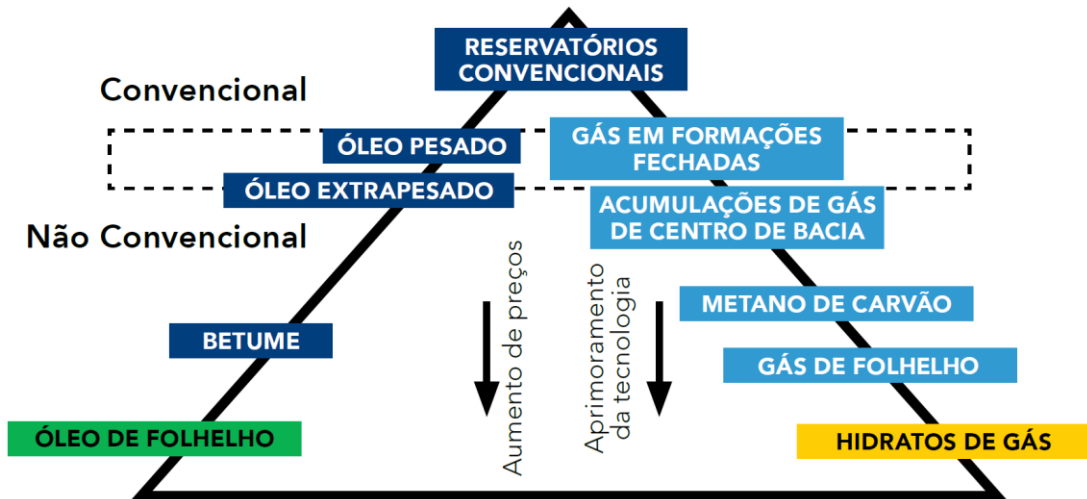 RESERVATÓRIOS
CONVENCIONAIS
Convencional
ÓLEO PESADO
GÁS EM FORMAÇÕES
FECHADAS
ÓLEO EXTRAPESADO
ACUMULAÇÕES DE GÁS
DE CENTRO DE BACIA
Não Convencional
Aumento de preços
Aprimoramento
da tecnologia
METANO DE CARVÃO
BETUME
GÁS DE FOLHELHO
ÓLEO DE FOLHELHO
HIDRATOS DE GÁS